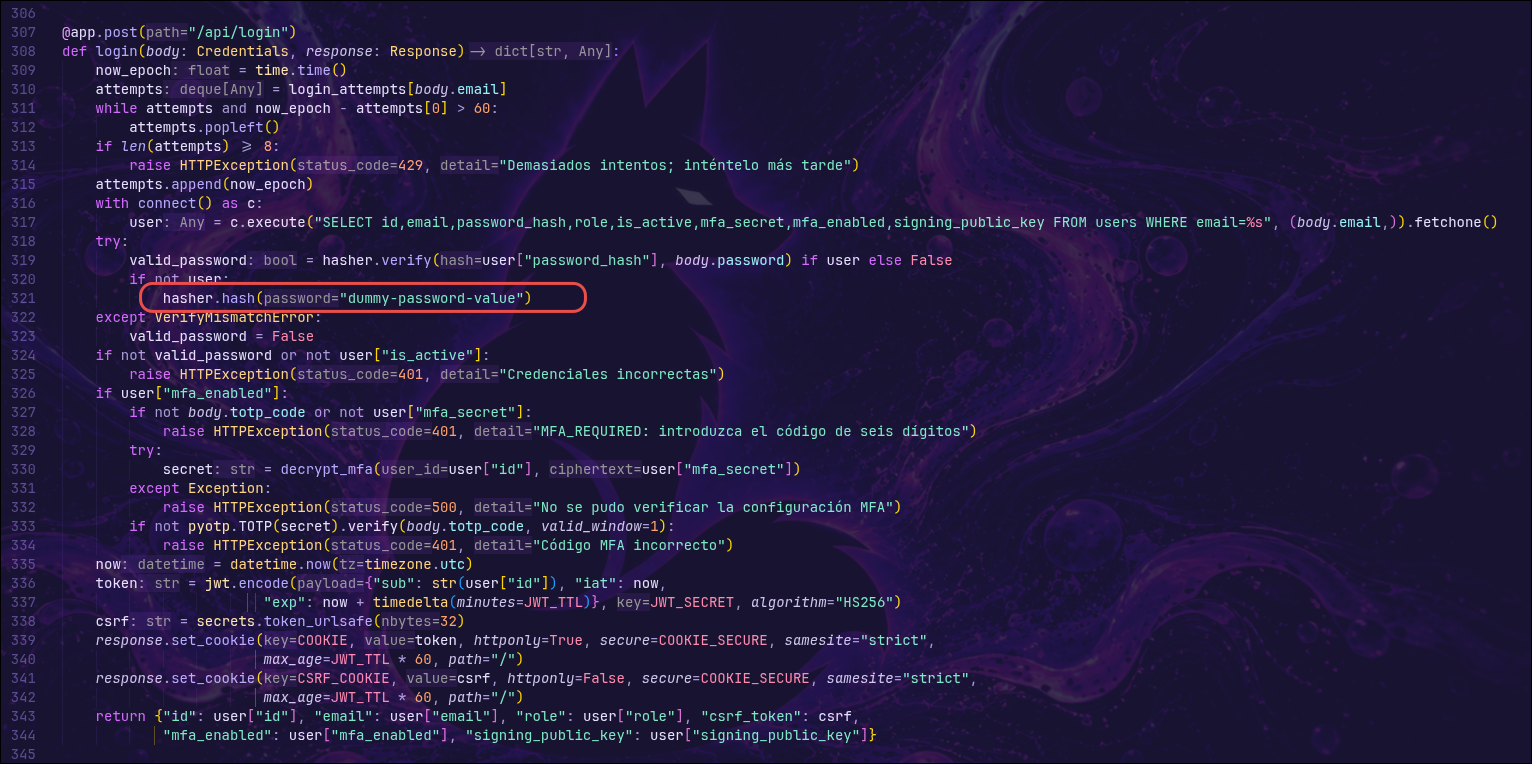 306
307 @app.post(path="/api/login")
308 def login(body: Credentials, response: Response) -> dict[str, Any]:
309     now_epoch: float = time.time()
310     attempts: deque[Any] = login_attempts[body.email]
311     while attempts and now_epoch - attempts[0] > 60:
312         attempts.popleft()
313     if len(attempts) >= 8:
314         raise HTTPException(status_code=429, detail="Demasiados intentos; inténtelo más tarde")
315     attempts.append(now_epoch)
316     with connect() as c:
317         user: Any = c.execute("SELECT id,email,password_hash,role,is_active,mfa_secret,mfa_enabled,signing_public_key FROM users WHERE email=%s", (body.email,)).fetchone()
318     try:
319         valid_password: bool = hasher.verify(hash=user["password_hash"], body.password) if user else False
320         if not user:
321             hasher.hash(password="dummy-password-value")
322     except VerifyMismatchError:
323         valid_password = False
324     if not valid_password or not user["is_active"]:
325         raise HTTPException(status_code=401, detail="Credenciales incorrectas")
326     if user["mfa_enabled"]:
327         if not body.totp_code or not user["mfa_secret"]:
328             raise HTTPException(status_code=401, detail="MFA_REQUIRED: introduzca el código de seis dígitos")
329         try:
330             secret: str = decrypt_mfa(user_id=user["id"], ciphertext=user["mfa_secret"])
331         except Exception:
332             raise HTTPException(status_code=500, detail="No se pudo verificar la configuración MFA")
333         if not pyotp.TOTP(secret).verify(body.totp_code, valid_window=1):
334             raise HTTPException(status_code=401, detail="Código MFA incorrecto")
335     now: datetime = datetime.now(tz=timezone.utc)
336     token: str = jwt.encode(payload={"sub": str(user["id"]), "iat": now,
337                         "exp": now + timedelta(minutes=JWT_TTL)}, key=JWT_SECRET, algorithm="HS256")
338     csrf: str = secrets.token_urlsafe(nbytes=32)
339     response.set_cookie(key=COOKIE, value=token, httponly=True, secure=COOKIE_SECURE, samesite="strict",
340                         max_age=JWT_TTL * 60, path="/")
341     response.set_cookie(key=CSRF_COOKIE, value=csrf, httponly=False, secure=COOKIE_SECURE, samesite="strict",
342                         max_age=JWT_TTL * 60, path="/")
343     return {"id": user["id"], "email": user["email"], "role": user["role"], "csrf_token": csrf,
344             "mfa_enabled": user["mfa_enabled"], "signing_public_key": user["signing_public_key"]}
345